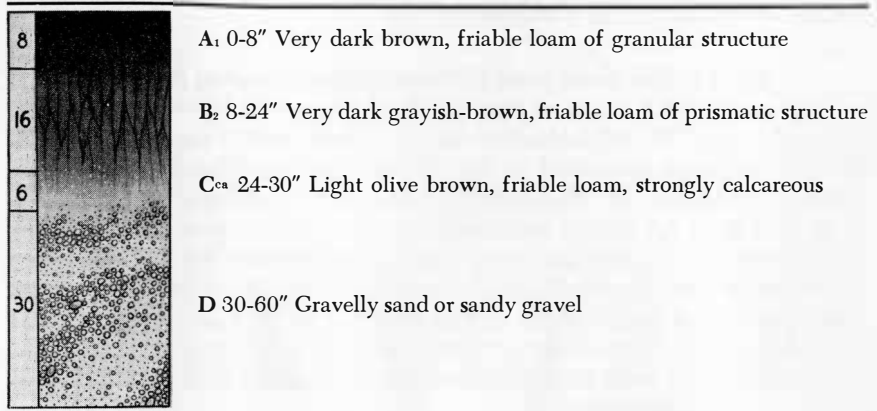 8
A₁ 0-8″ Very dark brown, friable loam of granular structure
16
B₂ 8-24″ Very dark grayish-brown, friable loam of prismatic structure
6
Cca 24-30″ Light olive brown, friable loam, strongly calcareous
30
D 30-60″ Gravelly sand or sandy gravel